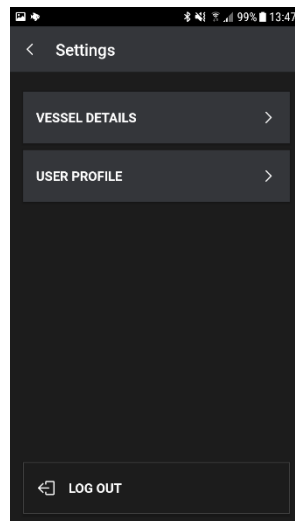 99% 13:47
Settings
VESSEL DETAILS
USER PROFILE
LOG OUT